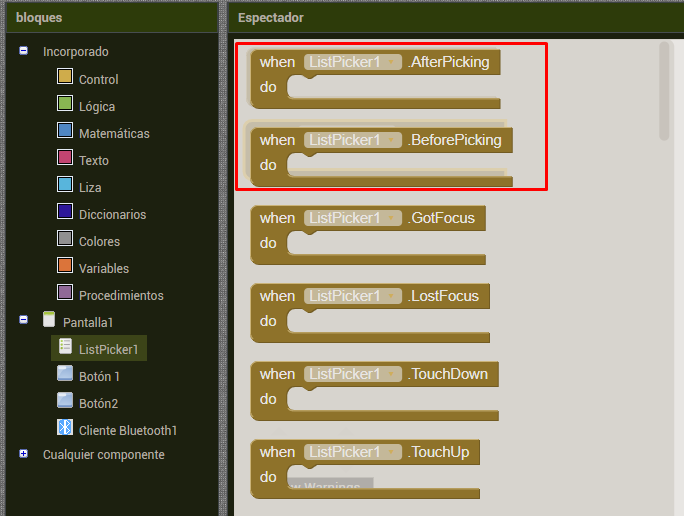 bloques
Incorporado
Control
Lógica
Matemáticas
Texto
Liza
Diccionarios
Colores
Variables
Procedimientos
Pantalla1
ListPicker1
Botón 1
Botón2
Cliente Bluetooth1
Cualquier componente
Espectador
when ListPicker1 .AfterPicking
do
when ListPicker1 .BeforePicking
do
when ListPicker1 .GotFocus
do
when ListPicker1 .LostFocus
do
when ListPicker1 .TouchDown
do
when ListPicker1 .TouchUp
do
w Warnings